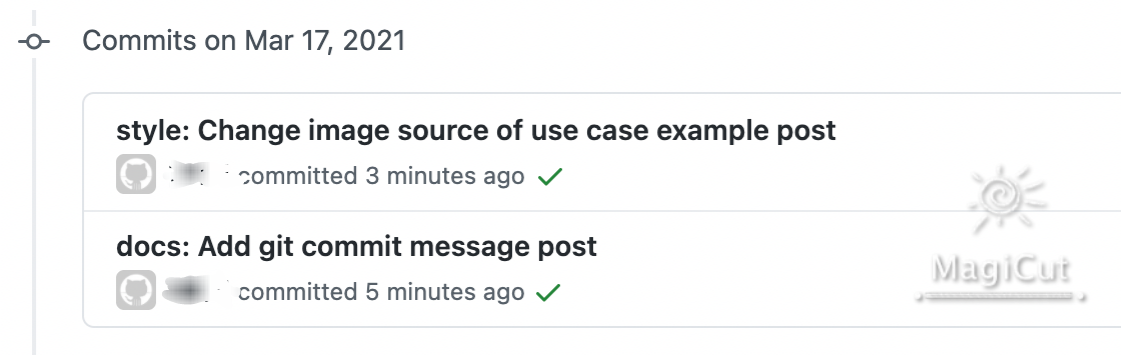 Commits on Mar 17, 2021
style: Change image source of use case example post
committed 3 minutes ago
docs: Add git commit message post
committed 5 minutes ago
MagiCut